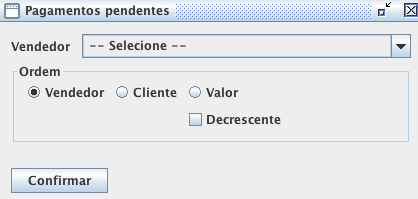 Pagamentos pendentes
Vendedor -- Selecione --
Ordem
Vendedor Cliente Valor
Decrescente
Confirmar